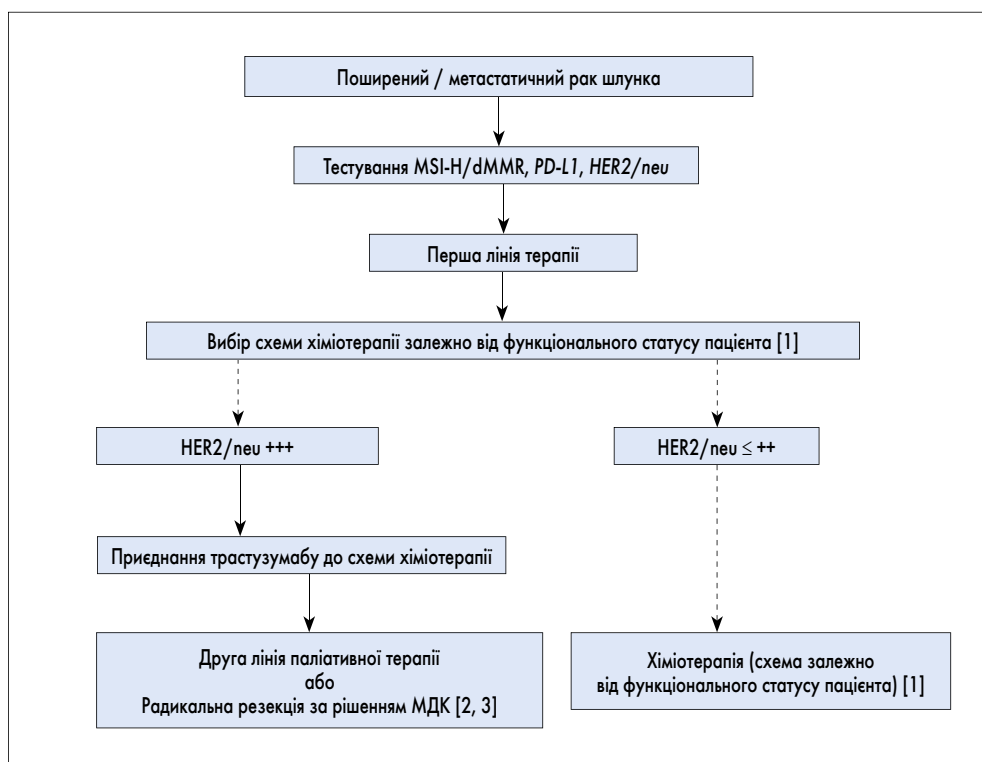 Поширений / метастатичний рак шлунка
Тестування MSI-H/dMMR, PD-L1, HER2/neu
Перша лінія терапії
Вибір схеми хіміотерапії залежно від функціонального статусу пацієнта [1]
HER2/neu +++
HER2/neu ≤ ++
Приєднання трастузумабу до схеми хіміотерапії
Друга лінія паліативної терапії
або
Радикальна резекція за рішенням МДК [2, 3]
Хіміотерапія (схема залежно
від функціонального статусу пацієнта) [1]